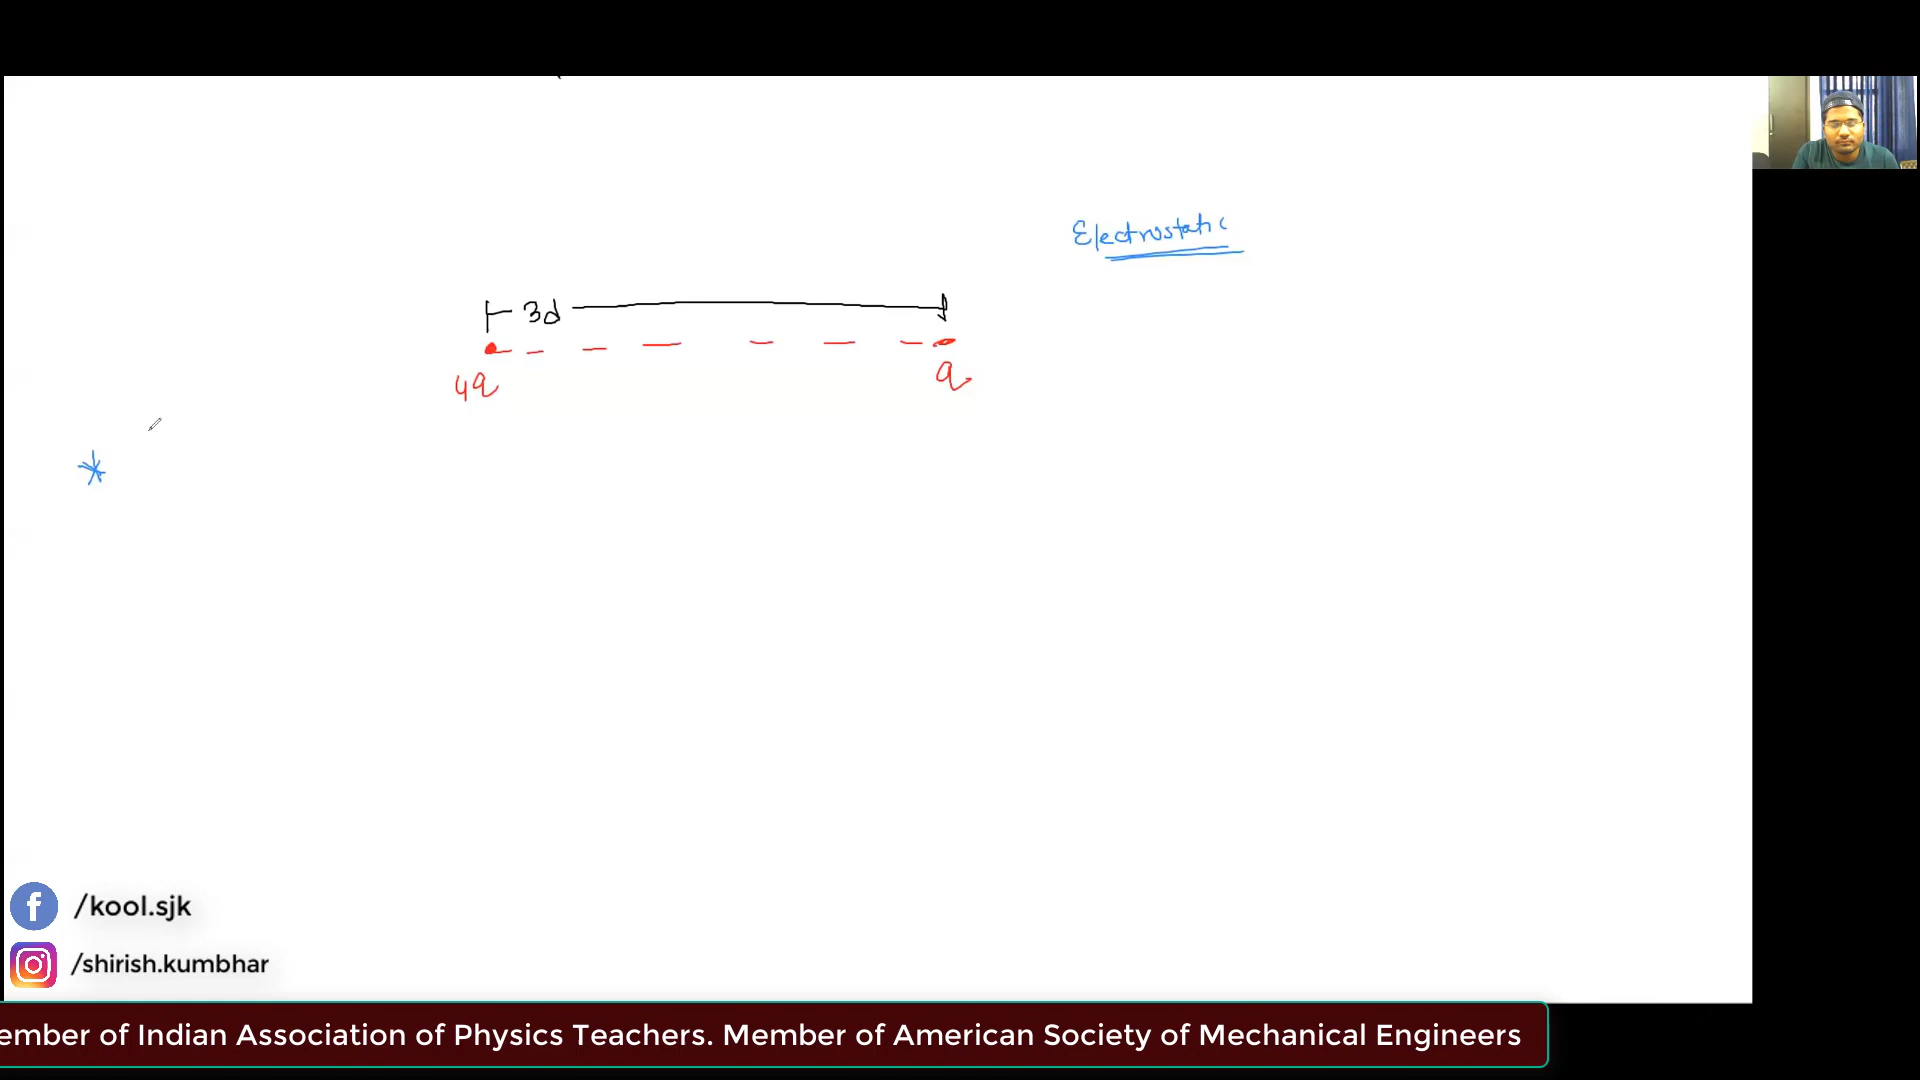 Electrostatic
3d
4q q
*
/kool.sjk
/shirish.kumbhar
ember of Indian Association of Physics Teachers. Member of American Society of Mechanical Engineers